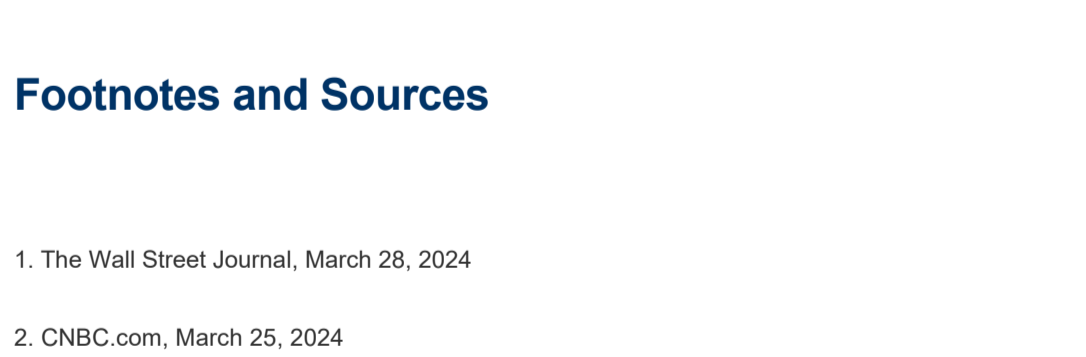 Footnotes and Sources
1. The Wall Street Journal, March 28, 2024
2. CNBC.com, March 25, 2024